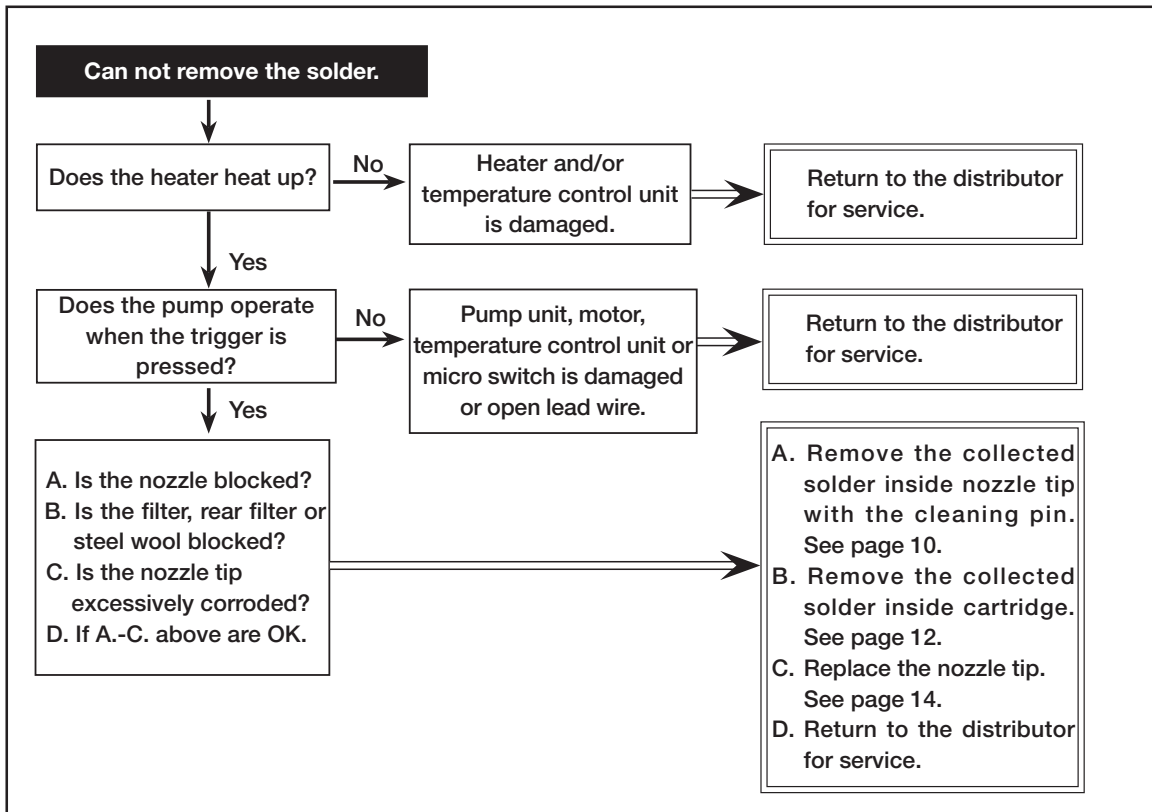 Can not remove the solder.
Does the heater heat up?
No
Heater and/or
temperature control unit
is damaged.
Return to the distributor
for service.
Yes
Does the pump operate
when the trigger is
pressed?
No
Pump unit, motor,
temperature control unit or
micro switch is damaged
or open lead wire.
Return to the distributor
for service.
Yes
A. Is the nozzle blocked?
B. Is the filter, rear filter or
steel wool blocked?
C. Is the nozzle tip
excessively corroded?
D. If A.-C. above are OK.
A. Remove the collected
solder inside nozzle tip
with the cleaning pin.
See page 10.
B. Remove the collected
solder inside cartridge.
See page 12.
C. Replace the nozzle tip.
See page 14.
D. Return to the distributor
for service.